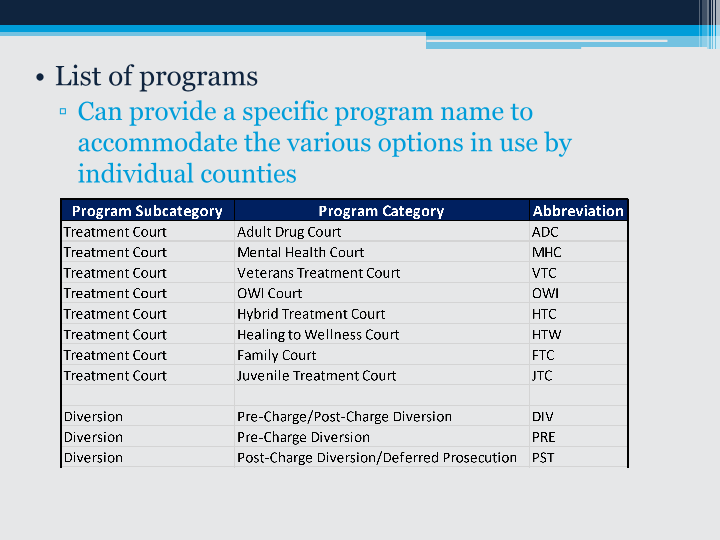 • List of programs
▫ Can provide a specific program name to
accommodate the various options in use by
individual counties
Program Subcategory Program Category Abbreviation
Treatment Court Adult Drug Court ADC
Treatment Court Mental Health Court MHC
Treatment Court Veterans Treatment Court VTC
Treatment Court OWI Court OWI
Treatment Court Hybrid Treatment Court HTC
Treatment Court Healing to Wellness Court HTW
Treatment Court Family Court FTC
Treatment Court Juvenile Treatment Court JTC
Diversion Pre-Charge/Post-Charge Diversion DIV
Diversion Pre-Charge Diversion PRE
Diversion Post-Charge Diversion/Deferred Prosecution PST